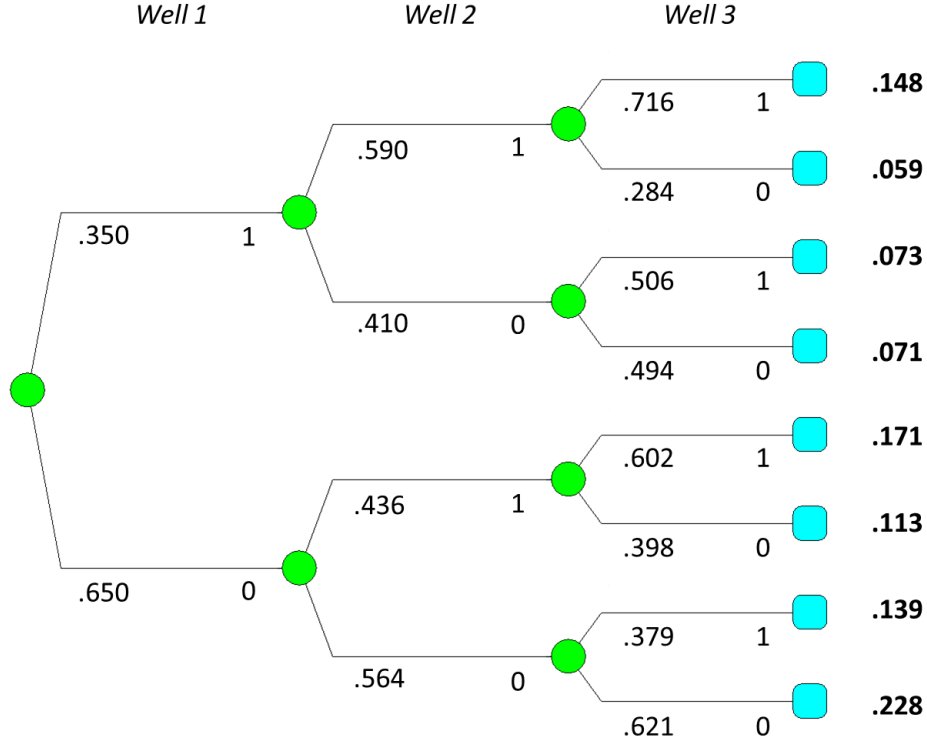 Well 1 Well 2 Well 3
.716 1 .148
.590 1
.284 0 .059
.350 1
.506 1 .073
.410 0
.494 0 .071
.602 1 .171
.436 1
.398 0 .113
.650 0
.379 1 .139
.564 0
.621 0 .228